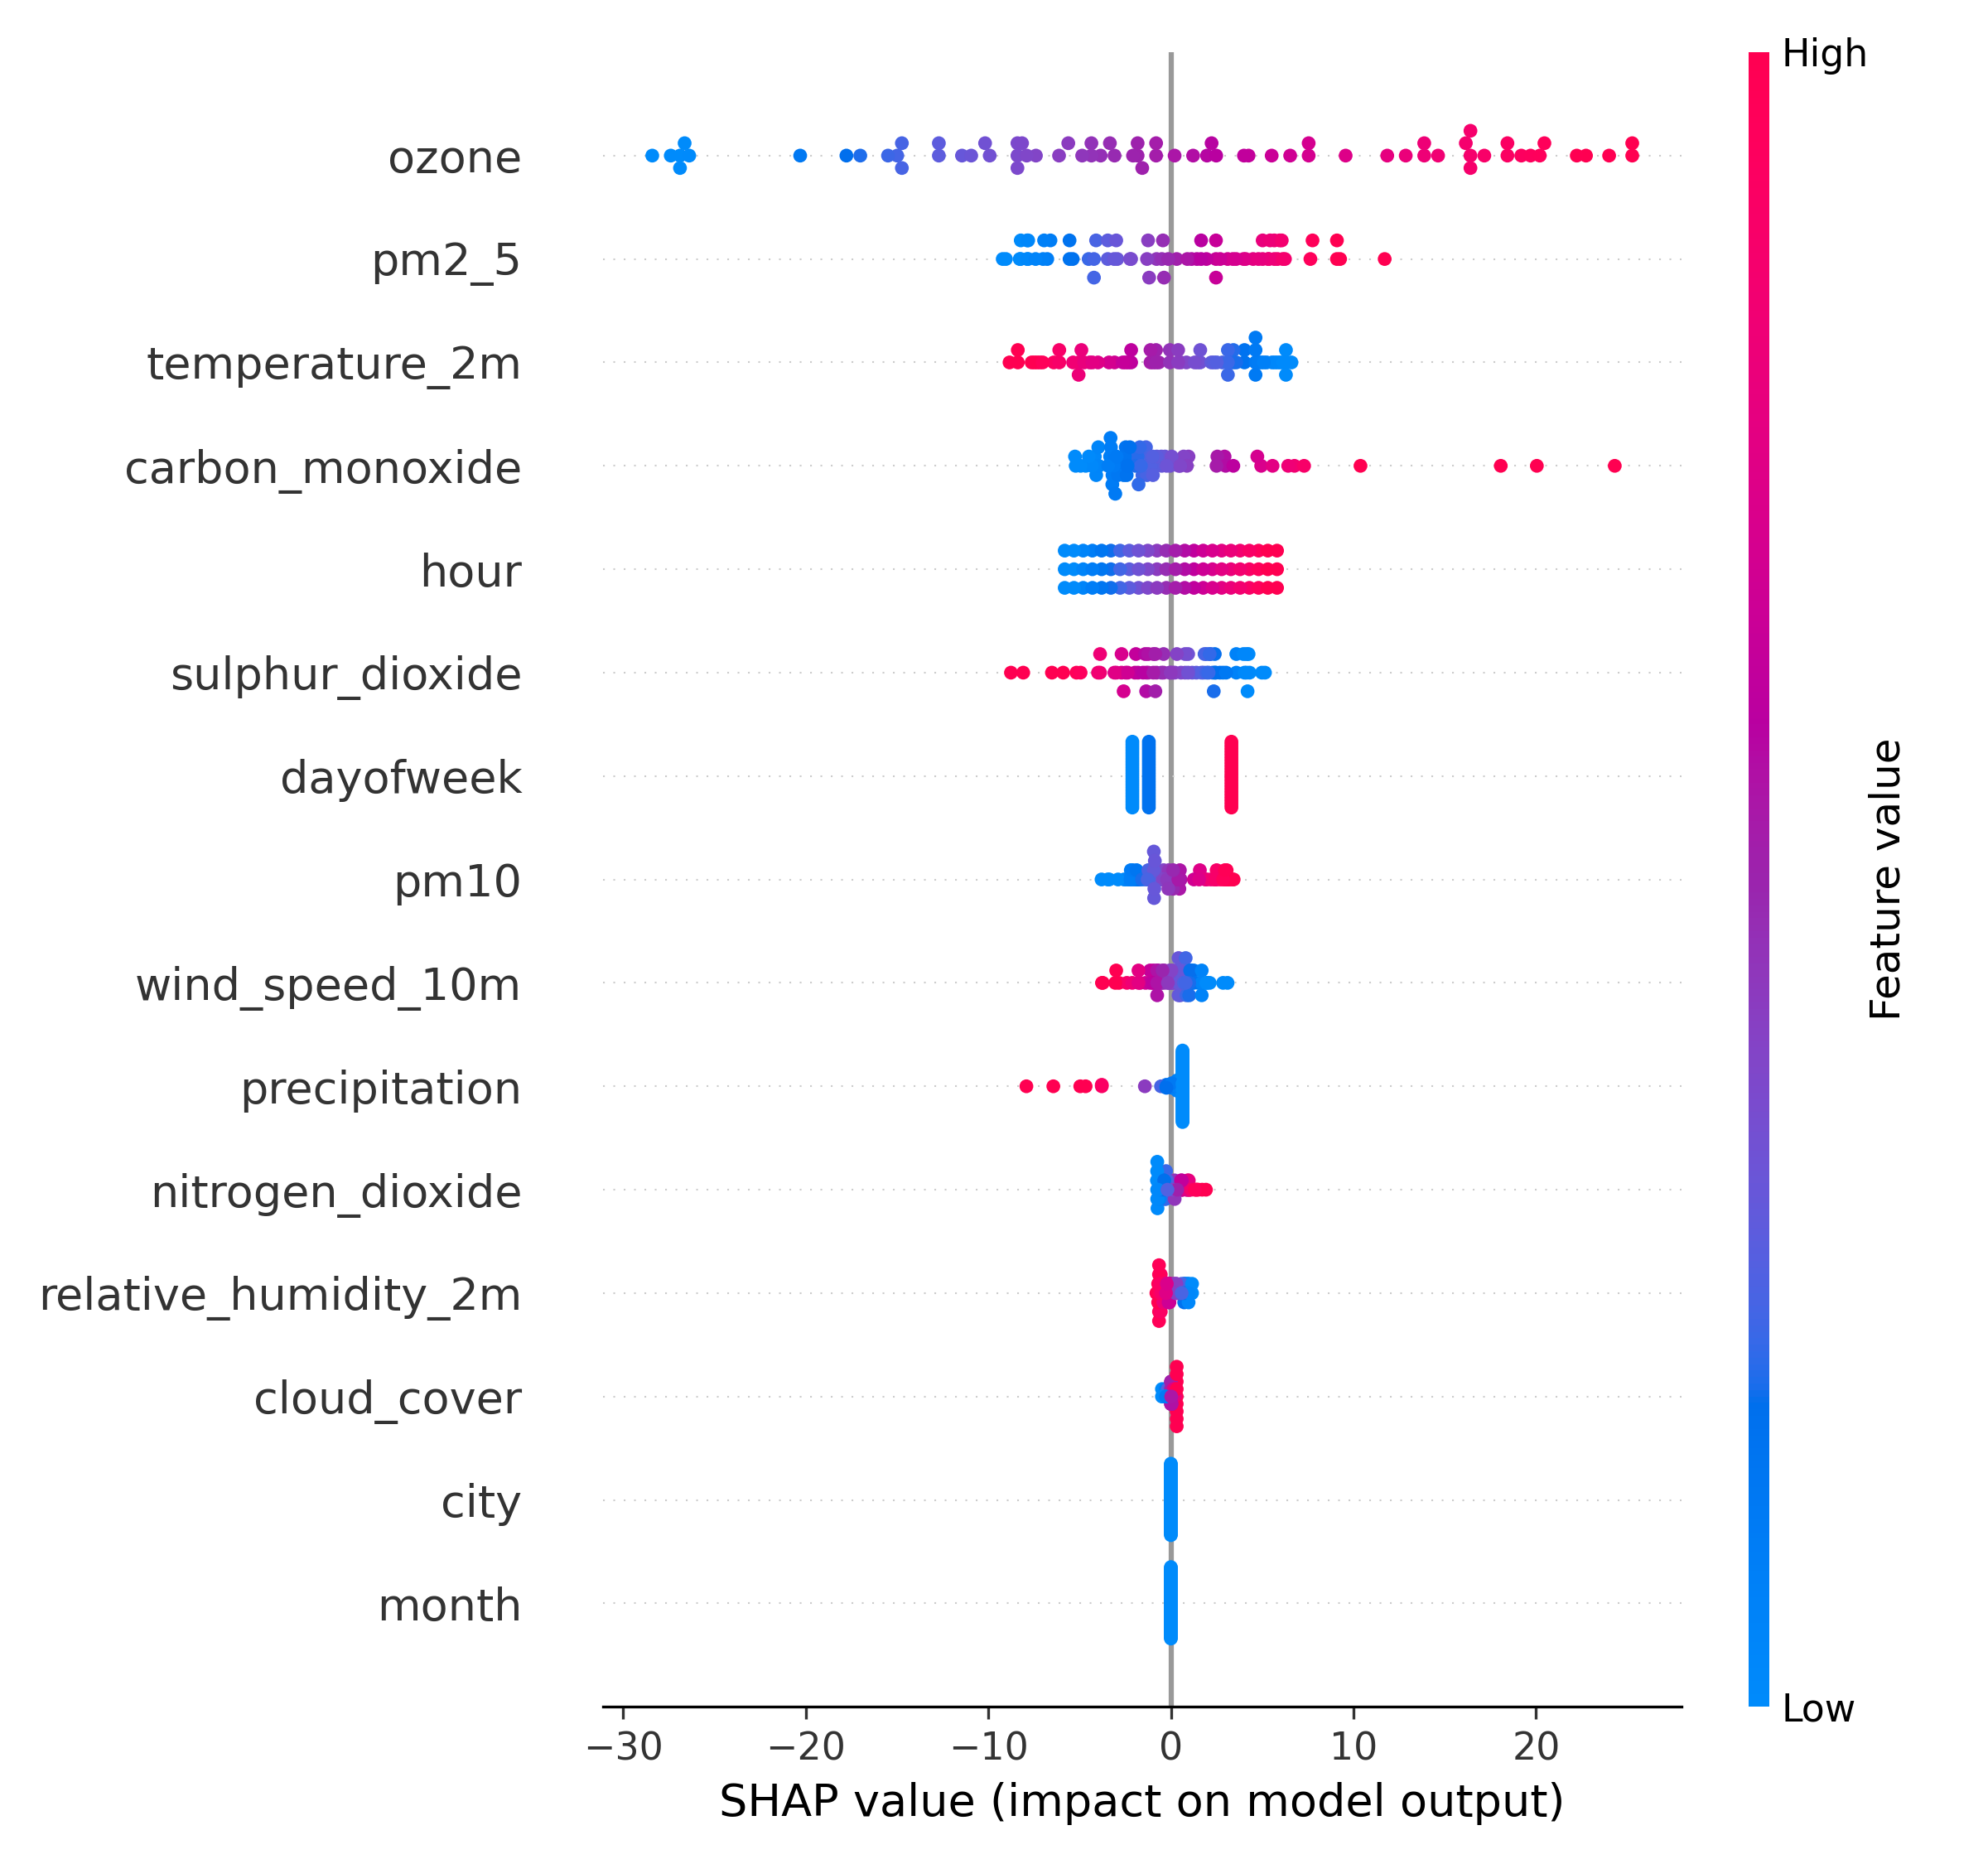 High
ozone
pm2_5
temperature_2m
carbon_monoxide
hour
sulphur_dioxide
dayofweek
pm10
wind_speed_10m
precipitation
nitrogen_dioxide
relative_humidity_2m
cloud_cover
city
month
Feature value
Low
−30 −20 −10 0 10 20
SHAP value (impact on model output)